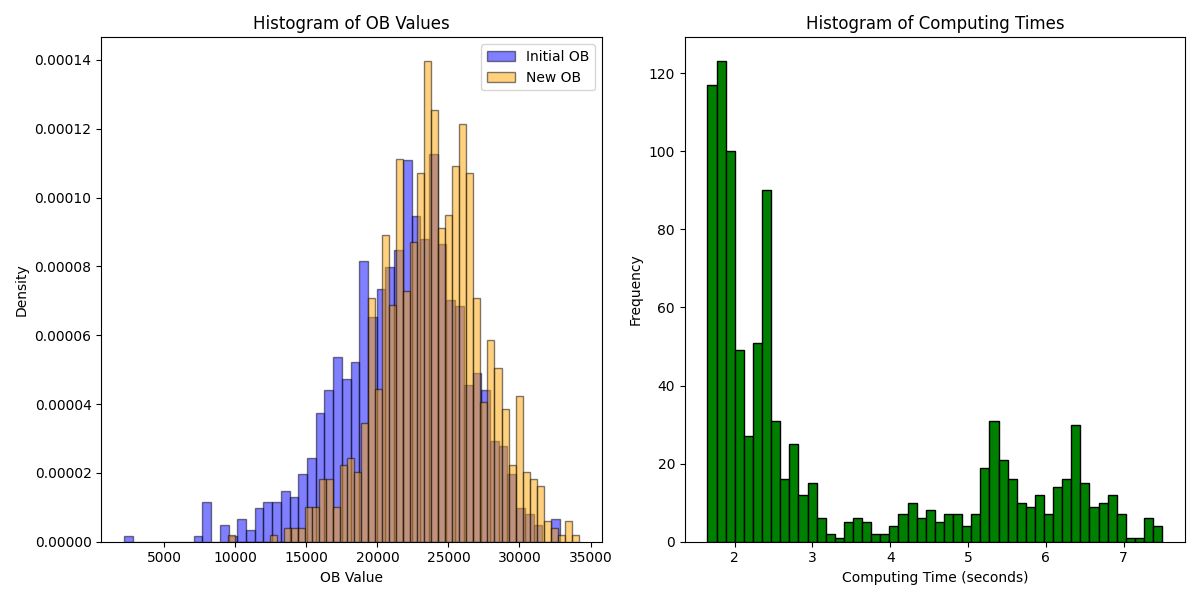 Histogram of OB Values
Initial OB
New OB
0.00014
0.00012
0.00010
0.00008
0.00006
0.00004
0.00002
0.00000
Density
5000 10000 15000 20000 25000 30000 35000
OB Value
Histogram of Computing Times
120
100
80
60
40
20
0
Frequency
2 3 4 5 6 7
Computing Time (seconds)